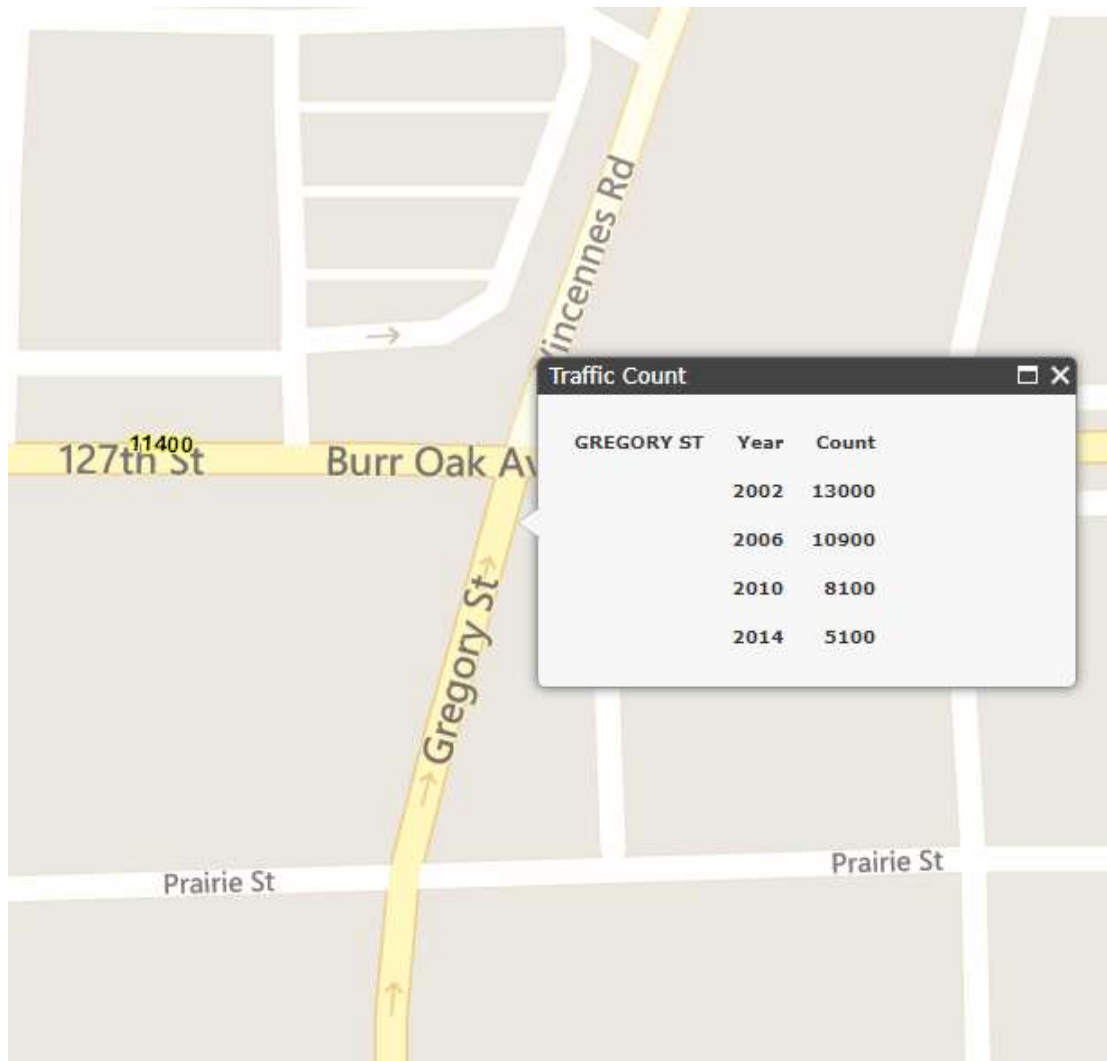 Vincennes Rd
Traffic Count
11400
127th St
Burr Oak Av
GREGORY ST Year Count
2002 13000
2006 10900
2010 8100
2014 5100
Gregory St
Prairie St
Prairie St